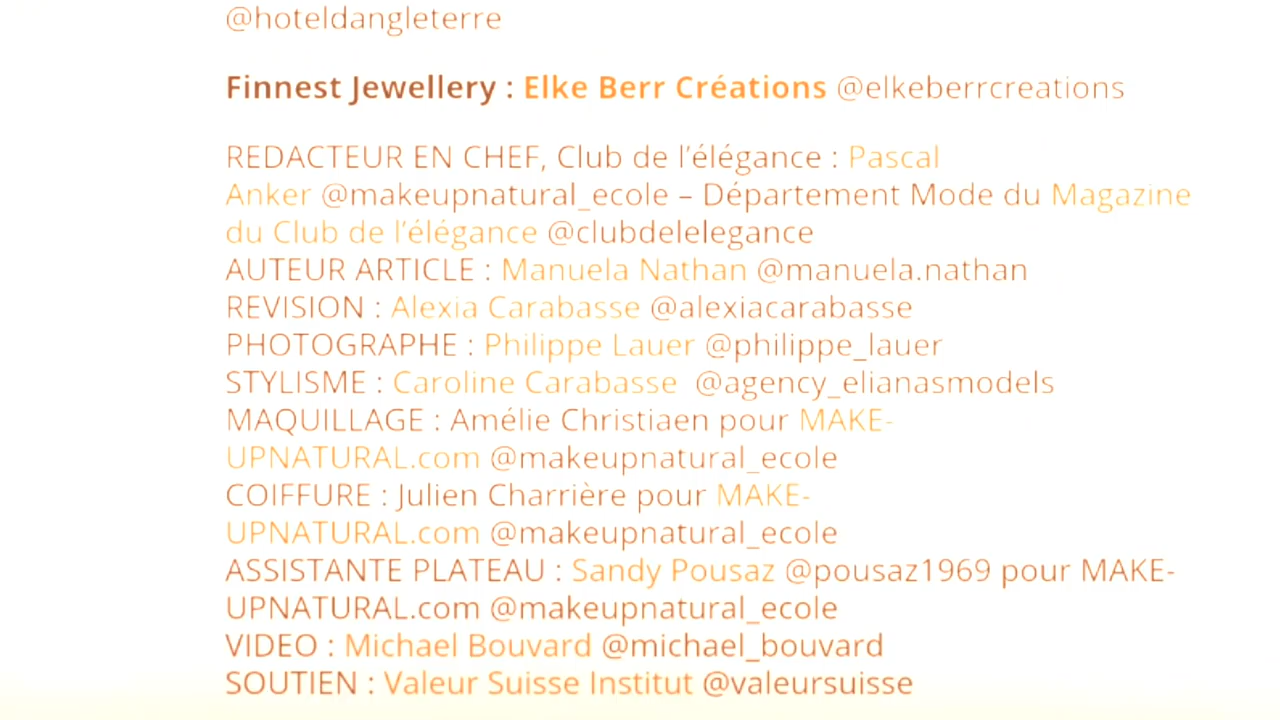 @hoteldangleterre
Finnest Jewellery : Elke Berr Créations @elkeberrcreations
REDACTEUR EN CHEF, Club de l’élégance : Pascal
Anker @makeupnatural_ecole – Département Mode du Magazine
du Club de l’élégance @clubdelelegance
AUTEUR ARTICLE : Manuela Nathan @manuela.nathan
REVISION : Alexia Carabasse @alexiacarabasse
PHOTOGRAPHE : Philippe Lauer @philippe_lauer
STYLISME : Caroline Carabasse @agency_elianasmodels
MAQUILLAGE : Amélie Christiaen pour MAKE-
UPNATURAL.com @makeupnatural_ecole
COIFFURE : Julien Charrière pour MAKE-
UPNATURAL.com @makeupnatural_ecole
ASSISTANTE PLATEAU : Sandy Pousaz @pousaz1969 pour MAKE-
UPNATURAL.com @makeupnatural_ecole
VIDEO : Michael Bouvard @michael_bouvard
SOUTIEN : Valeur Suisse Institut @valeursuisse